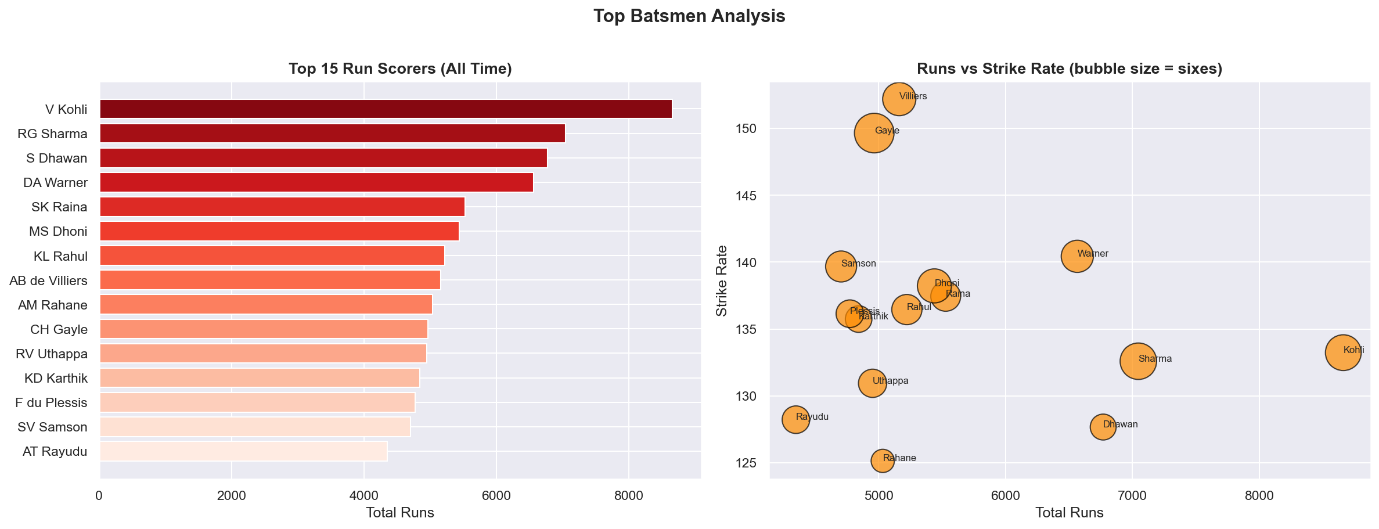 Top Batsmen Analysis
Top 15 Run Scorers (All Time)
V Kohli
RG Sharma
S Dhawan
DA Warner
SK Raina
MS Dhoni
KL Rahul
AB de Villiers
AM Rahane
CH Gayle
RV Uthappa
KD Karthik
F du Plessis
SV Samson
AT Rayudu
0 2000 4000 6000 8000
Total Runs
Runs vs Strike Rate (bubble size = sixes)
Strike Rate
150
145
140
135
130
125
Villiers
Gayle
Warner
Samson
Dhoni
Raina
Rahul
Plessis
Karthik
Kohli
Sharma
Uthappa
Rayudu
Dhawan
Rahane
5000 6000 7000 8000
Total Runs